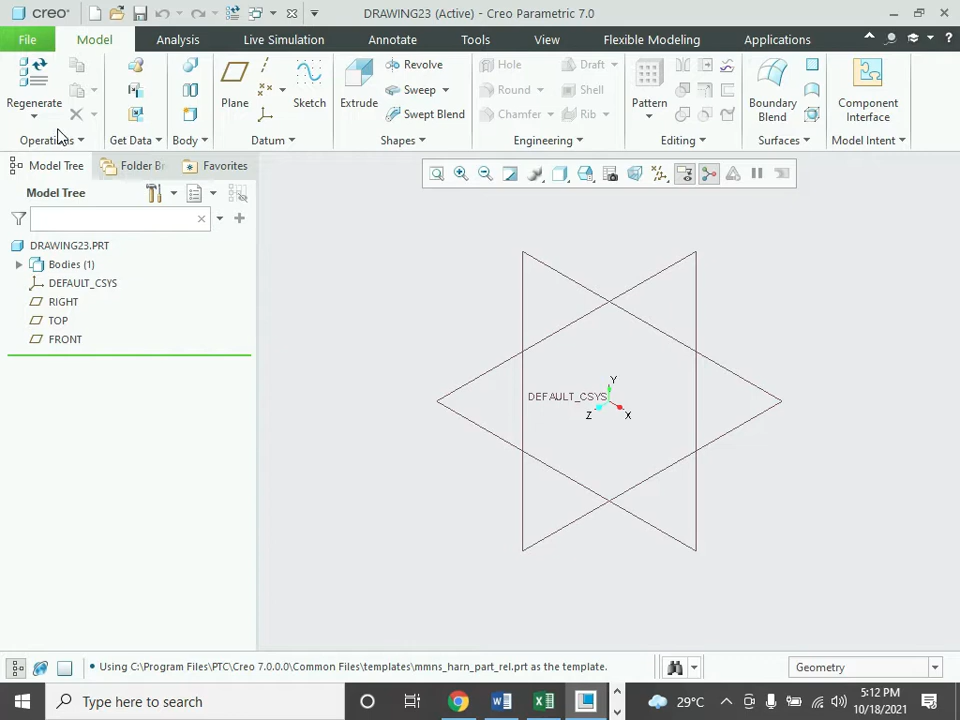 creo
DRAWING23 (Active) - Creo Parametric 7.0
File Model Analysis Live Simulation Annotate Tools View Flexible Modeling Applications
Regenerate
Operations
Get Data
Body
Plane
Sketch
Datum
Extrude
Revolve
Sweep
Swept Blend
Shapes
Hole
Round
Chamfer
Draft
Shell
Rib
Engineering
Pattern
Editing
Boundary
Blend
Surfaces
Component
Interface
Model Intent
Model Tree Folder Br Favorites
Model Tree
DRAWING23.PRT
Bodies (1)
DEFAULT_CSYS
RIGHT
TOP
FRONT
Y
DEFAULT_CSYS
Z X
• Using C:\Program Files\PTC\Creo 7.0.0.0\Common Files\templates\mmns_harn_part_rel.prt as the template.
Geometry
Type here to search
29°C
5:12 PM
10/18/2021